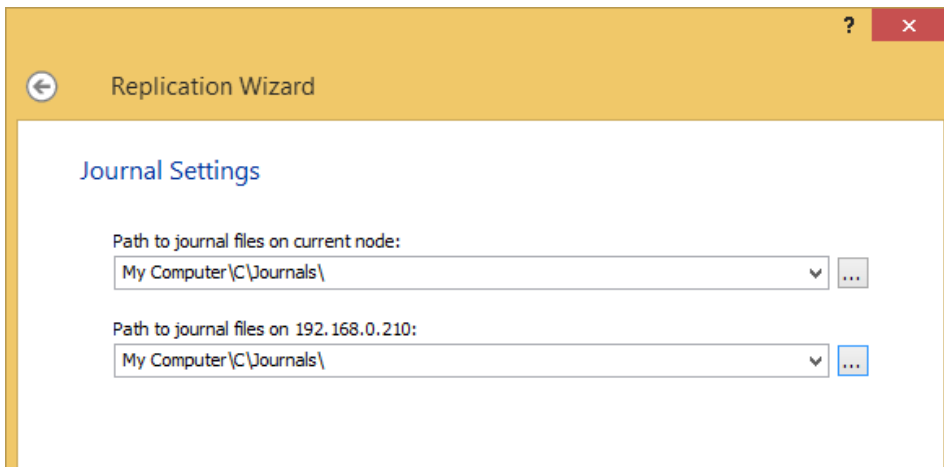 ?
Replication Wizard
Journal Settings
Path to journal files on current node:
My Computer\C\Journals\
...
Path to journal files on 192.168.0.210:
My Computer\C\Journals\
...